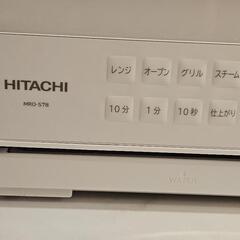 レンジ オーブン グリル スチーム
HITACHI
MRO-S7B
10分 1分 10秒 仕上がり